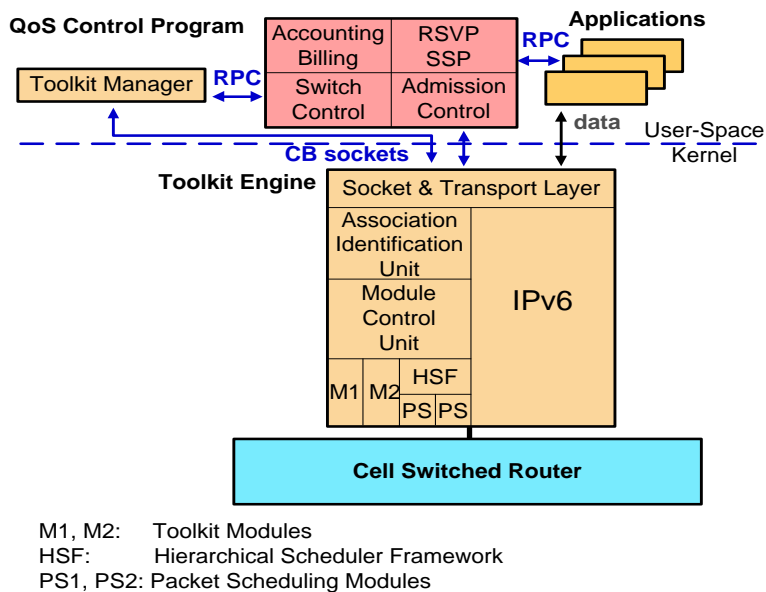 QoS Control Program
Applications
Accounting
Billing
RSVP
SSP
RPC
Toolkit Manager
RPC
Switch
Control
Admission
Control
data
User-Space
CB sockets
Kernel
Toolkit Engine
Socket & Transport Layer
Association
Identification
Unit
IPv6
Module
Control
Unit
M1
M2
HSF
PS
PS
Cell Switched Router
M1, M2: Toolkit Modules
HSF: Hierarchical Scheduler Framework
PS1, PS2: Packet Scheduling Modules